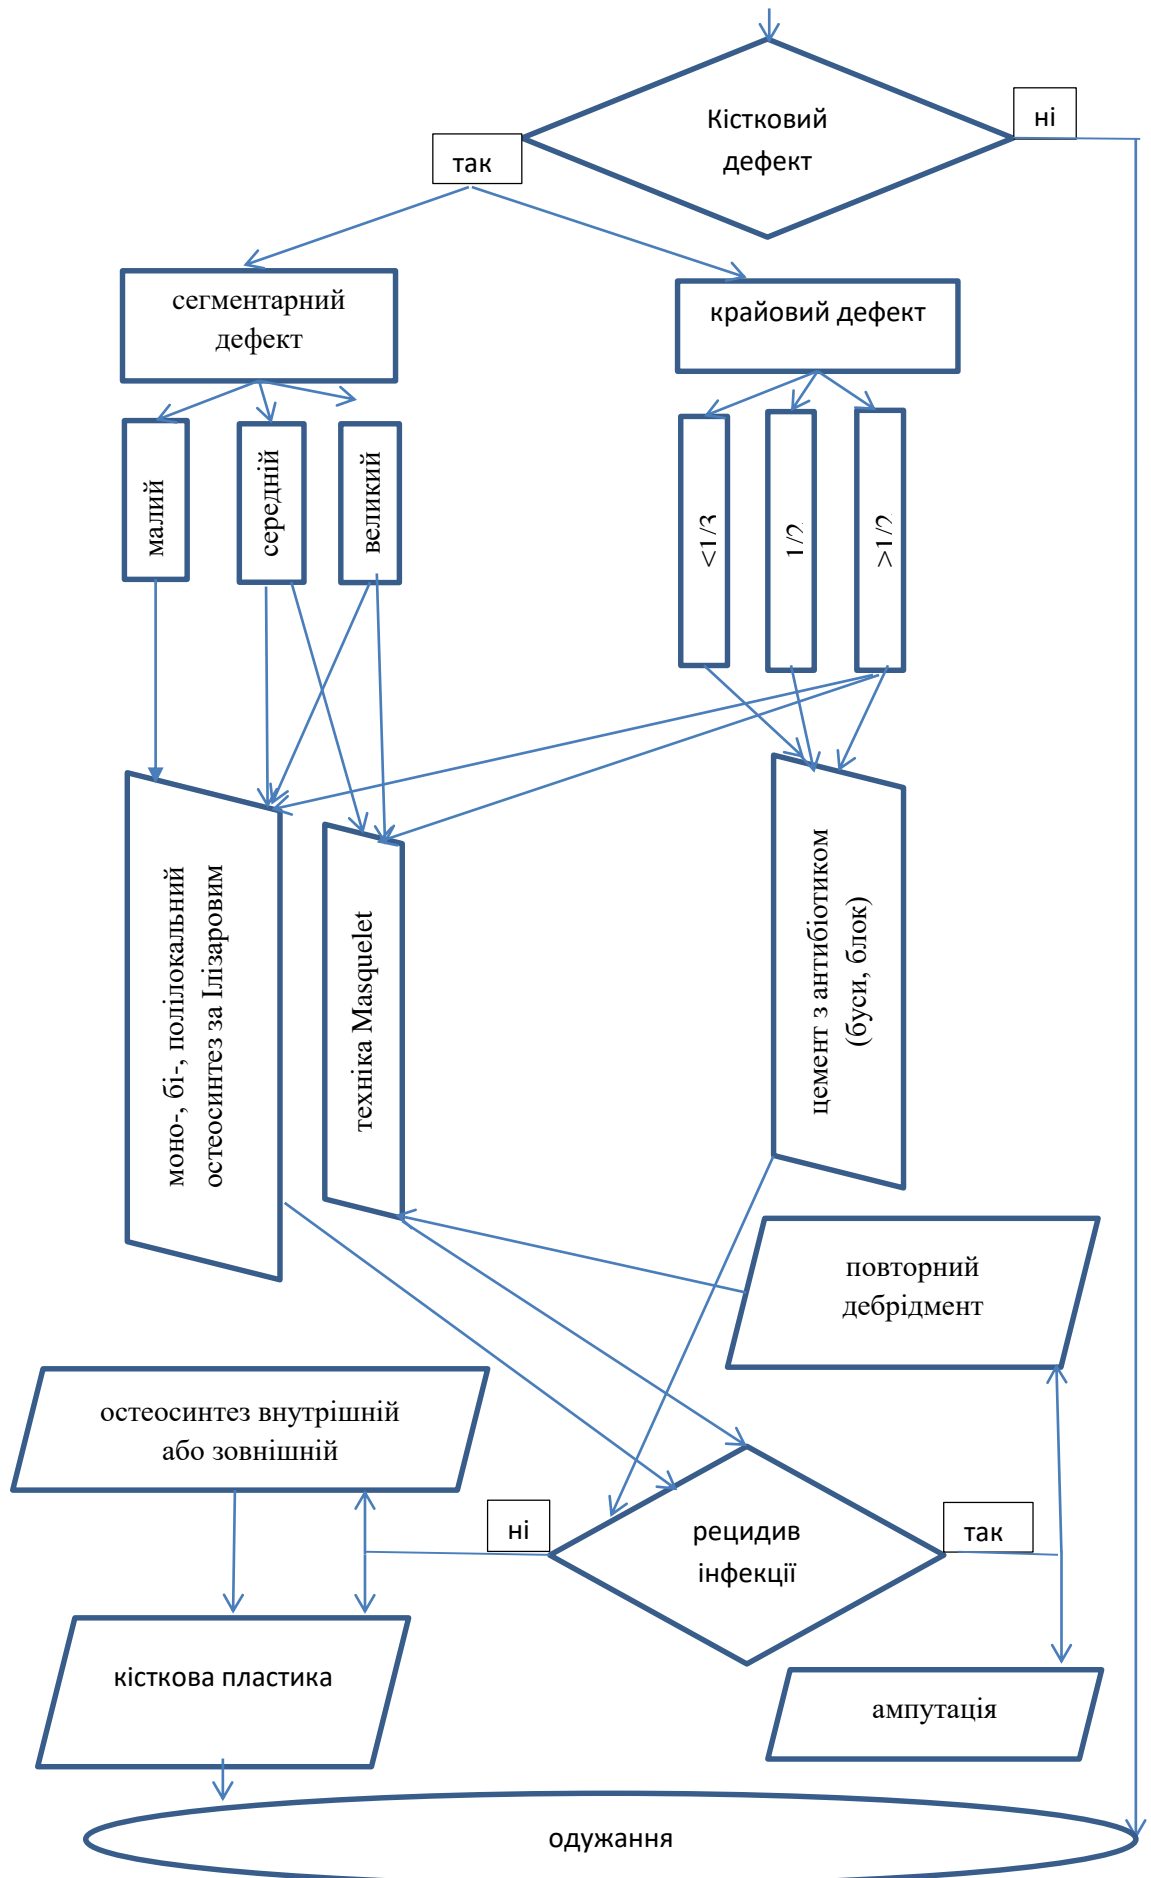 Кістковий
дефект
ні
так
сегментарний
дефект
крайовий дефект
малий
середній
великий
<1/3
1/2
>1/2
моно-, бі-, полілокальний
остеосинтез за Ілізаровим
техніка Masquelet
цемент з антибіотиком
(буси, блок)
повторний
дебрідмент
остеосинтез внутрішній
або зовнішній
ні
рецидив
інфекції
так
кісткова пластика
ампутація
одужання